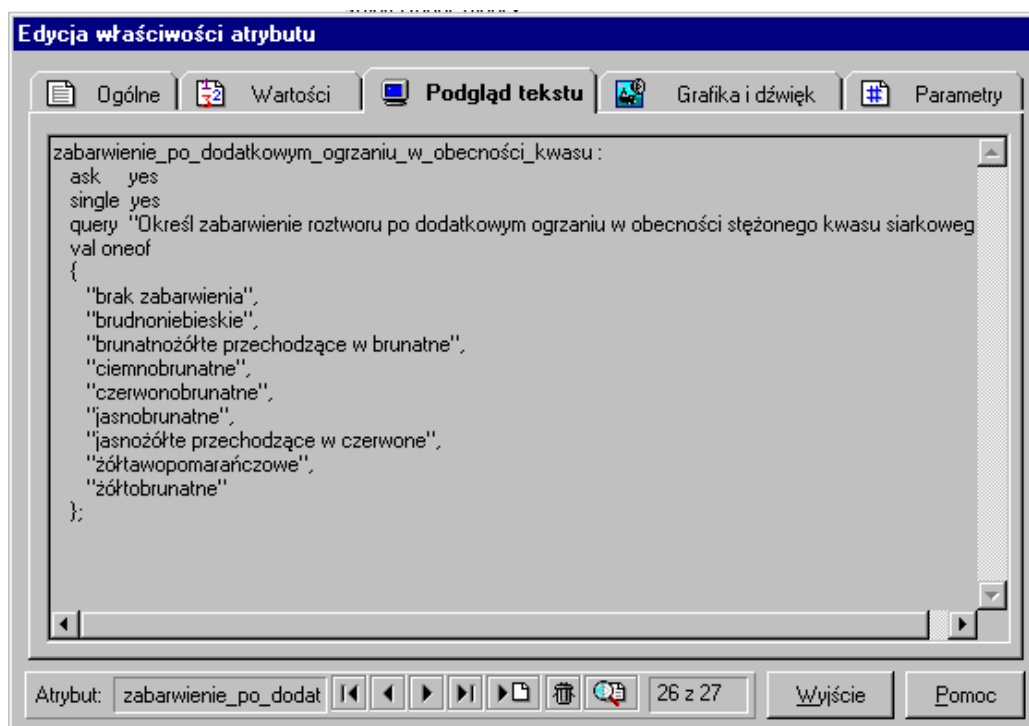 Edycja właściwości atrybutu
Ogólne Wartości Podgląd tekstu Grafika i dźwięk Parametry
zabarwienie_po_dodatkowym_ogrzaniu_w_obecności_kwasu :
ask yes
single yes
query "Określ zabarwienie roztworu po dodatkowym ogrzaniu w obecności stężonego kwasu siarkoweg
val oneof
{
"brak zabarwienia",
"brudnoniebieskie",
"brunatnożółte przechodzące w brunatne",
"ciemnobrunatne",
"czerwonobrunatne",
"jasnobrunatne",
"jasnożółte przechodzące w czerwone",
"żółtawopomarańczowe",
"żółtobrunatne"
};
Atrybut: zabarwienie_po_dodat 26 z 27 Wyjście Pomoc